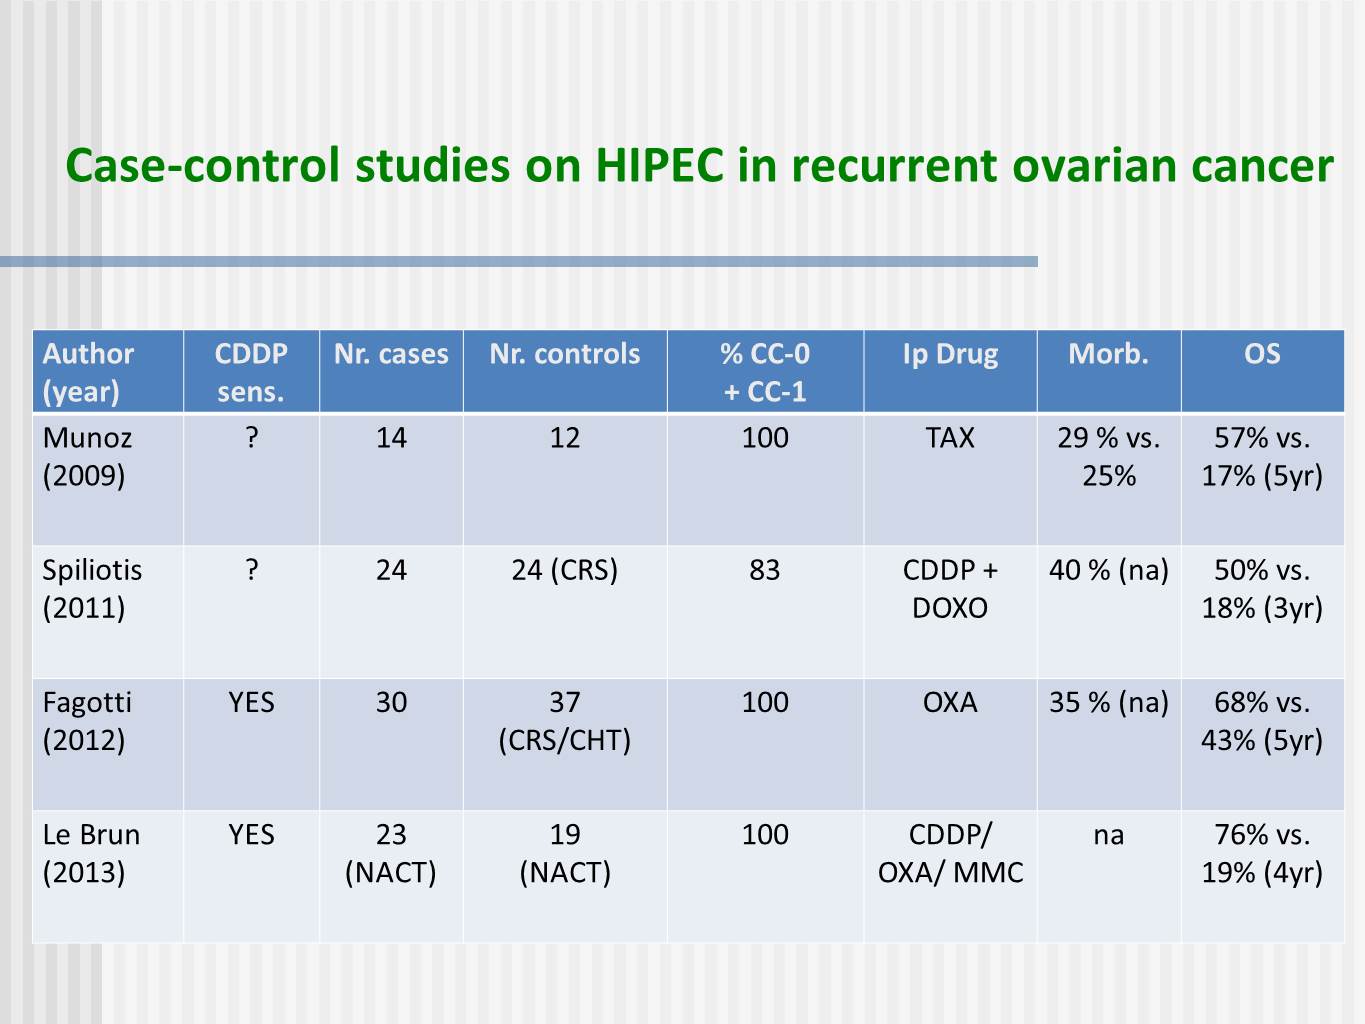 Case-control studies on HIPEC in recurrent ovarian cancer
Author (year) CDDP sens. Nr. cases Nr. controls % CC-0 + CC-1 Ip Drug Morb. OS
Munoz (2009) ? 14 12 100 TAX 29 % vs. 25% 57% vs. 17% (5yr)
Spiliotis (2011) ? 24 24 (CRS) 83 CDDP + DOXO 40 % (na) 50% vs. 18% (3yr)
Fagotti (2012) YES 30 37 (CRS/CHT) 100 OXA 35 % (na) 68% vs. 43% (5yr)
Le Brun (2013) YES 23 (NACT) 19 (NACT) 100 CDDP/ OXA/ MMC na 76% vs. 19% (4yr)